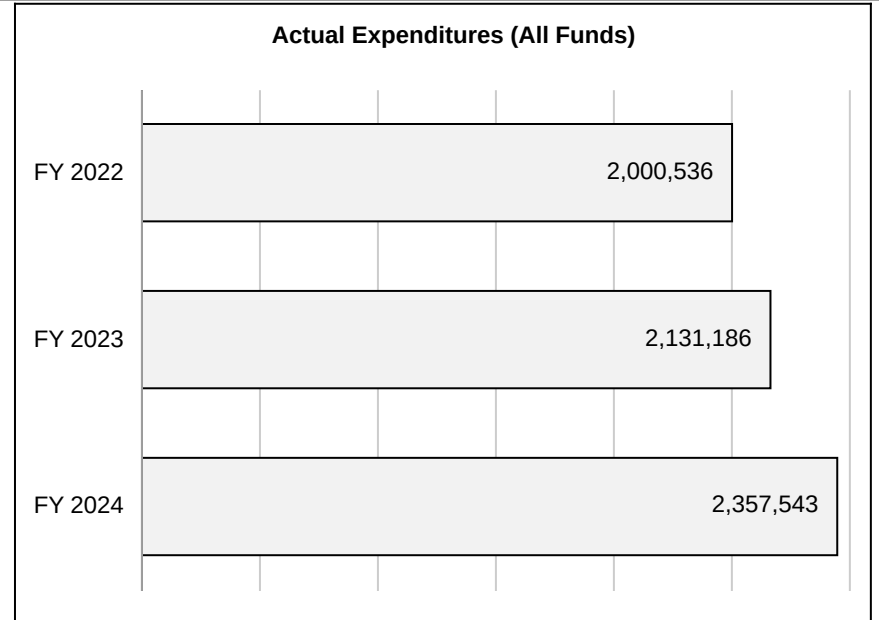 Actual Expenditures (All Funds)
FY 2022 2,000,536
FY 2023 2,131,186
FY 2024 2,357,543